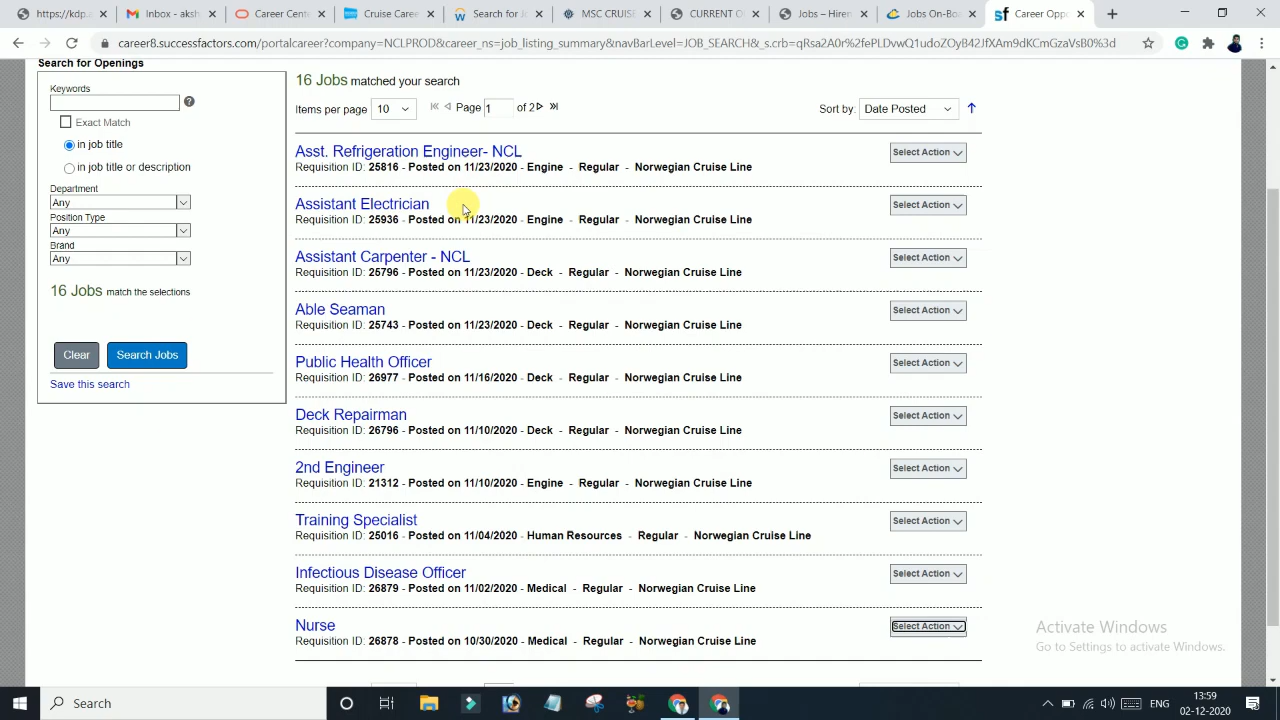 https://kdp.a
Inbox - aksh
Career Cente
Cruise Career
Search for Jo
MSC CRUISE
CURRENT O
Jobs – Hiren
Jobs On-Boa
Career Oppo
career8.successfactors.com/portalcareer?company=NCLPROD&career_ns=job_listing_summary&navBarLevel=JOB_SEARCH&_s.crb=qRsa2A0r%2fePLDvwQ1udoZOyB42JfXAm9dKCmGzaVsB0%3d
Search for Openings
Keywords
Exact Match
in job title
in job title or description
Department
Any
Position Type
Any
Brand
Any
16 Jobs match the selections
Clear Search Jobs
Save this search
16 Jobs matched your search
Items per page 10 Page 1 of 2
Sort by: Date Posted
Asst. Refrigeration Engineer- NCL
Select Action
Requisition ID: 25816 - Posted on 11/23/2020 - Engine - Regular - Norwegian Cruise Line
Assistant Electrician
Select Action
Requisition ID: 25936 - Posted on 11/23/2020 - Engine - Regular - Norwegian Cruise Line
Assistant Carpenter - NCL
Select Action
Requisition ID: 25796 - Posted on 11/23/2020 - Deck - Regular - Norwegian Cruise Line
Able Seaman
Select Action
Requisition ID: 25743 - Posted on 11/23/2020 - Deck - Regular - Norwegian Cruise Line
Public Health Officer
Select Action
Requisition ID: 26977 - Posted on 11/16/2020 - Deck - Regular - Norwegian Cruise Line
Deck Repairman
Select Action
Requisition ID: 26796 - Posted on 11/10/2020 - Deck - Regular - Norwegian Cruise Line
2nd Engineer
Select Action
Requisition ID: 21312 - Posted on 11/10/2020 - Engine - Regular - Norwegian Cruise Line
Training Specialist
Select Action
Requisition ID: 25016 - Posted on 11/04/2020 - Human Resources - Regular - Norwegian Cruise Line
Infectious Disease Officer
Select Action
Requisition ID: 26879 - Posted on 11/02/2020 - Medical - Regular - Norwegian Cruise Line
Nurse
Select Action
Requisition ID: 26878 - Posted on 10/30/2020 - Medical - Regular - Norwegian Cruise Line
Activate Windows
Go to Settings to activate Windows.
Search
ENG
13:59
02-12-2020